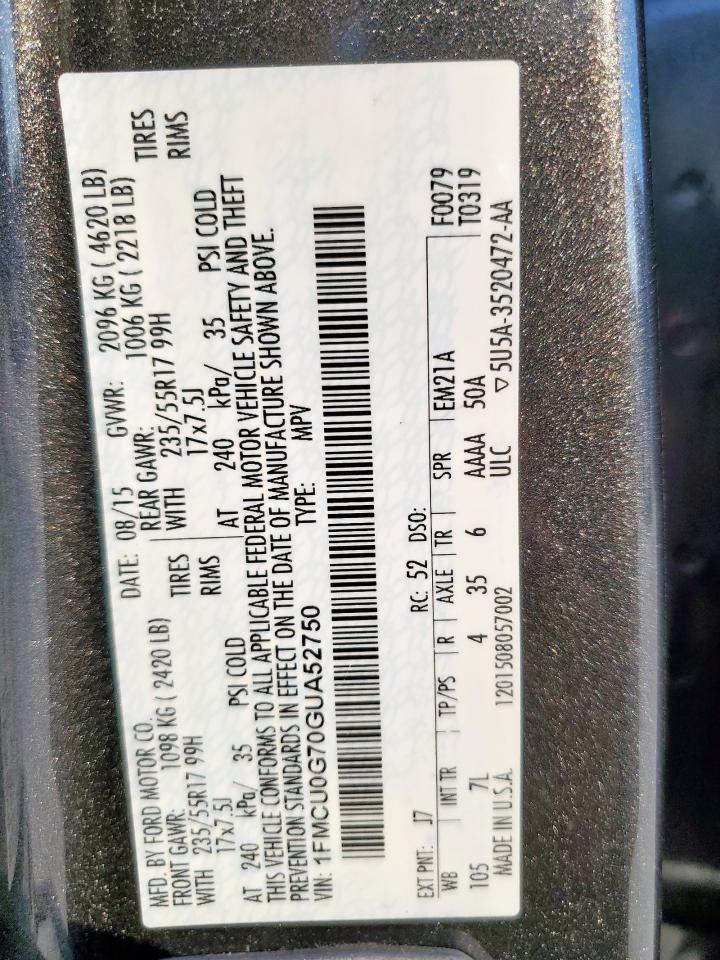 MFD. BY FORD MOTOR CO. DATE: 08/15 GVWR: 2096 KG ( 4620 LB)
FRONT GAWR: 1098 KG ( 2420 LB) REAR GAWR: 1006 KG ( 2218 LB)
WITH 235/55R17 99H TIRES WITH 235/55R17 99H TIRES
17x7.5J RIMS 17x7.5J RIMS
AT 240 kPa/ 35 PSI COLD AT 240 kPa/ 35 PSI COLD
THIS VEHICLE CONFORMS TO ALL APPLICABLE FEDERAL MOTOR VEHICLE SAFETY AND THEFT
PREVENTION STANDARDS IN EFFECT ON THE DATE OF MANUFACTURE SHOWN ABOVE.
VIN: 1FMCU0G70GUA52750 TYPE: MPV
EXT PNT: J7 RC: 52 DSO: F0079
WB INT TR TP/PS R AXLE TR SPR EM21A T0319
105 7L 4 35 6 AAAA 50A
MADE IN U.S.A. 1201508057002 ULC ▽5U5A-3520472-AA